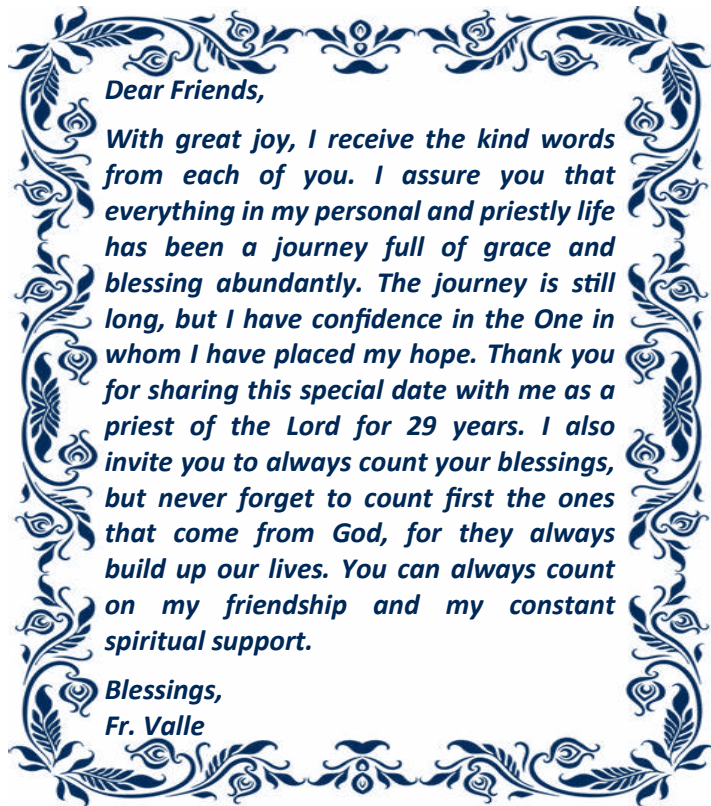 Dear Friends,
With great joy, I receive the kind words
from each of you. I assure you that
everything in my personal and priestly life
has been a journey full of grace and
blessing abundantly. The journey is still
long, but I have confidence in the One in
whom I have placed my hope. Thank you
for sharing this special date with me as a
priest of the Lord for 29 years. I also
invite you to always count your blessings,
but never forget to count first the ones
that come from God, for they always
build up our lives. You can always count
on my friendship and my constant
spiritual support.
Blessings,
Fr. Valle